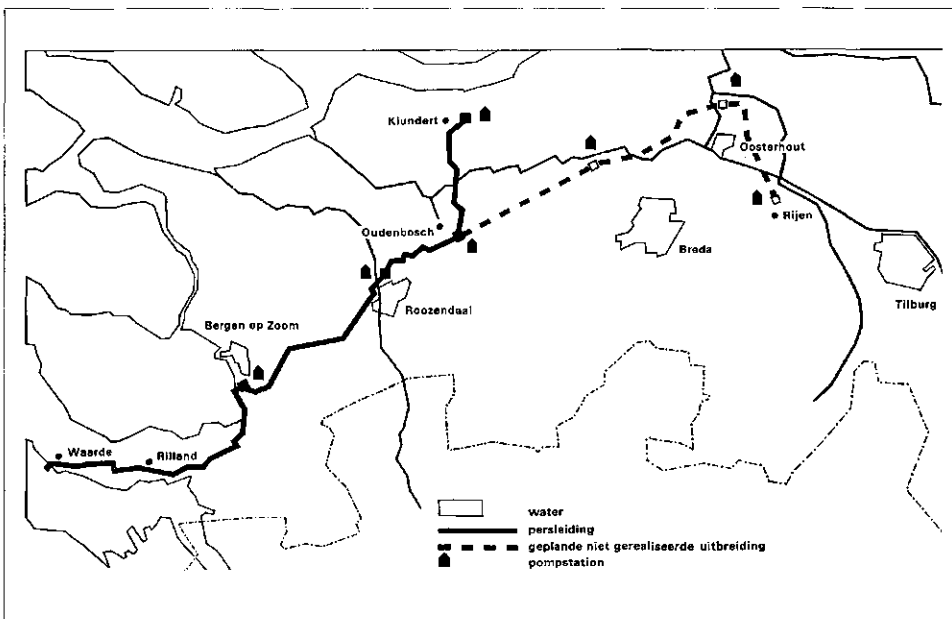 Klundert
Oosterhout
Rijen
Oudenbosch
Breda
Tilburg
Roozendaal
Bergen op Zoom
Waarde
Rilland
water
persleiding
geplande niet gerealiseerde uitbreiding
pompstation